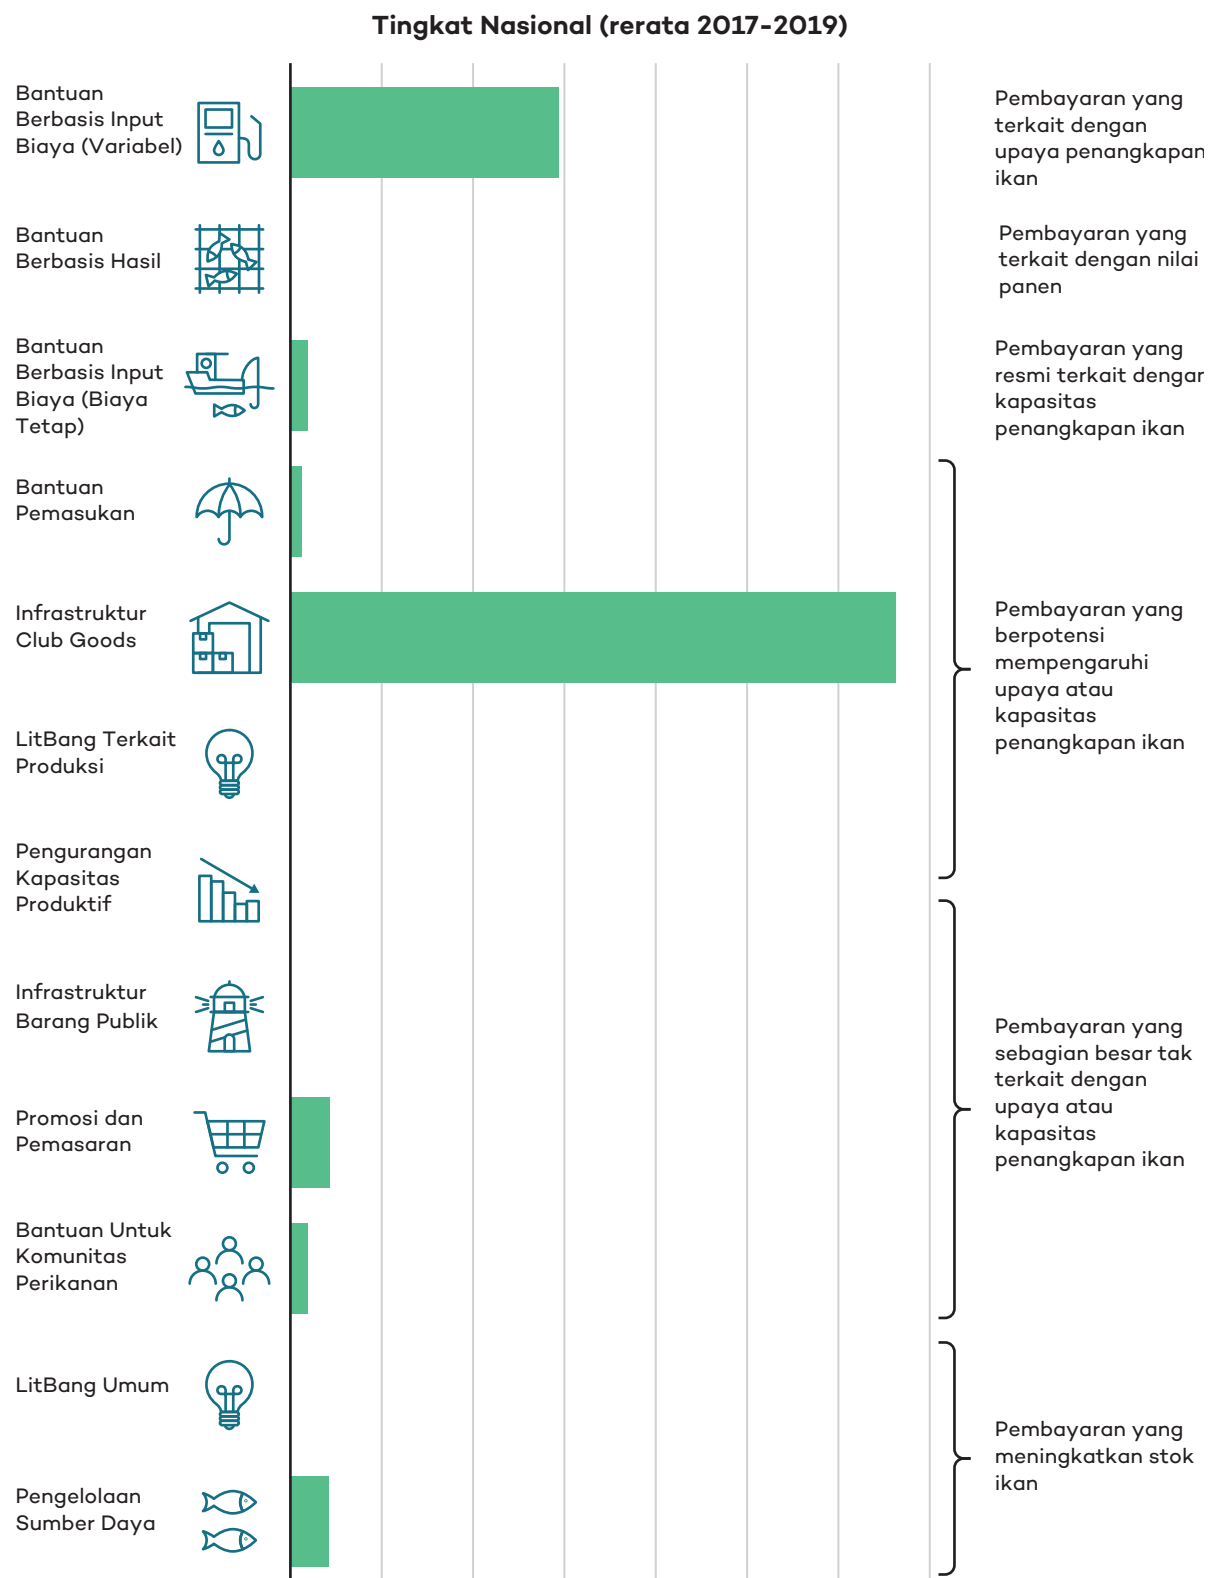 Tingkat Nasional (rerata 2017-2019)
Bantuan
Berbasis Input
Biaya (Variabel)
Pembayaran yang
terkait dengan
upaya penangkapan
ikan
Bantuan
Berbasis Hasil
Pembayaran yang
terkait dengan nilai
panen
Bantuan
Berbasis Input
Biaya (Biaya
Tetap)
Pembayaran yang
resmi terkait dengan
kapasitas
penangkapan ikan
Bantuan
Pemasukan
Infrastruktur
Club Goods
LitBang Terkait
Produksi
Pembayaran yang
berpotensi
mempengaruhi
upaya atau
kapasitas
penangkapan ikan
Pengurangan
Kapasitas
Produktif
Infrastruktur
Barang Publik
Promosi dan
Pemasaran
Bantuan Untuk
Komunitas
Perikanan
Pembayaran yang
sebagian besar tak
terkait dengan
upaya atau
kapasitas
penangkapan ikan
LitBang Umum
Pengelolaan
Sumber Daya
Pembayaran yang
meningkatkan stok
ikan